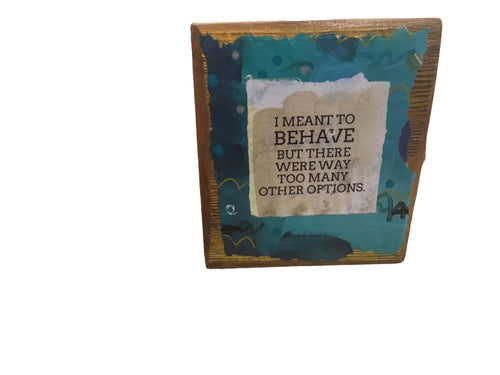 I MEANT TO
BEHAVE
BUT THERE
WERE WAY
TOO MANY
OTHER OPTIONS.